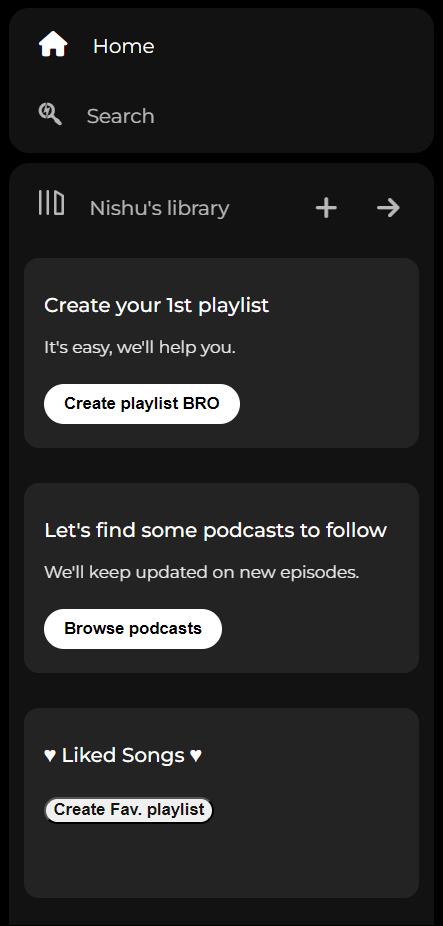 Home
Search
Nishu's library
Create your 1st playlist
It's easy, we'll help you.
Create playlist BRO
Let's find some podcasts to follow
We'll keep updated on new episodes.
Browse podcasts
♥ Liked Songs ♥
Create Fav. playlist